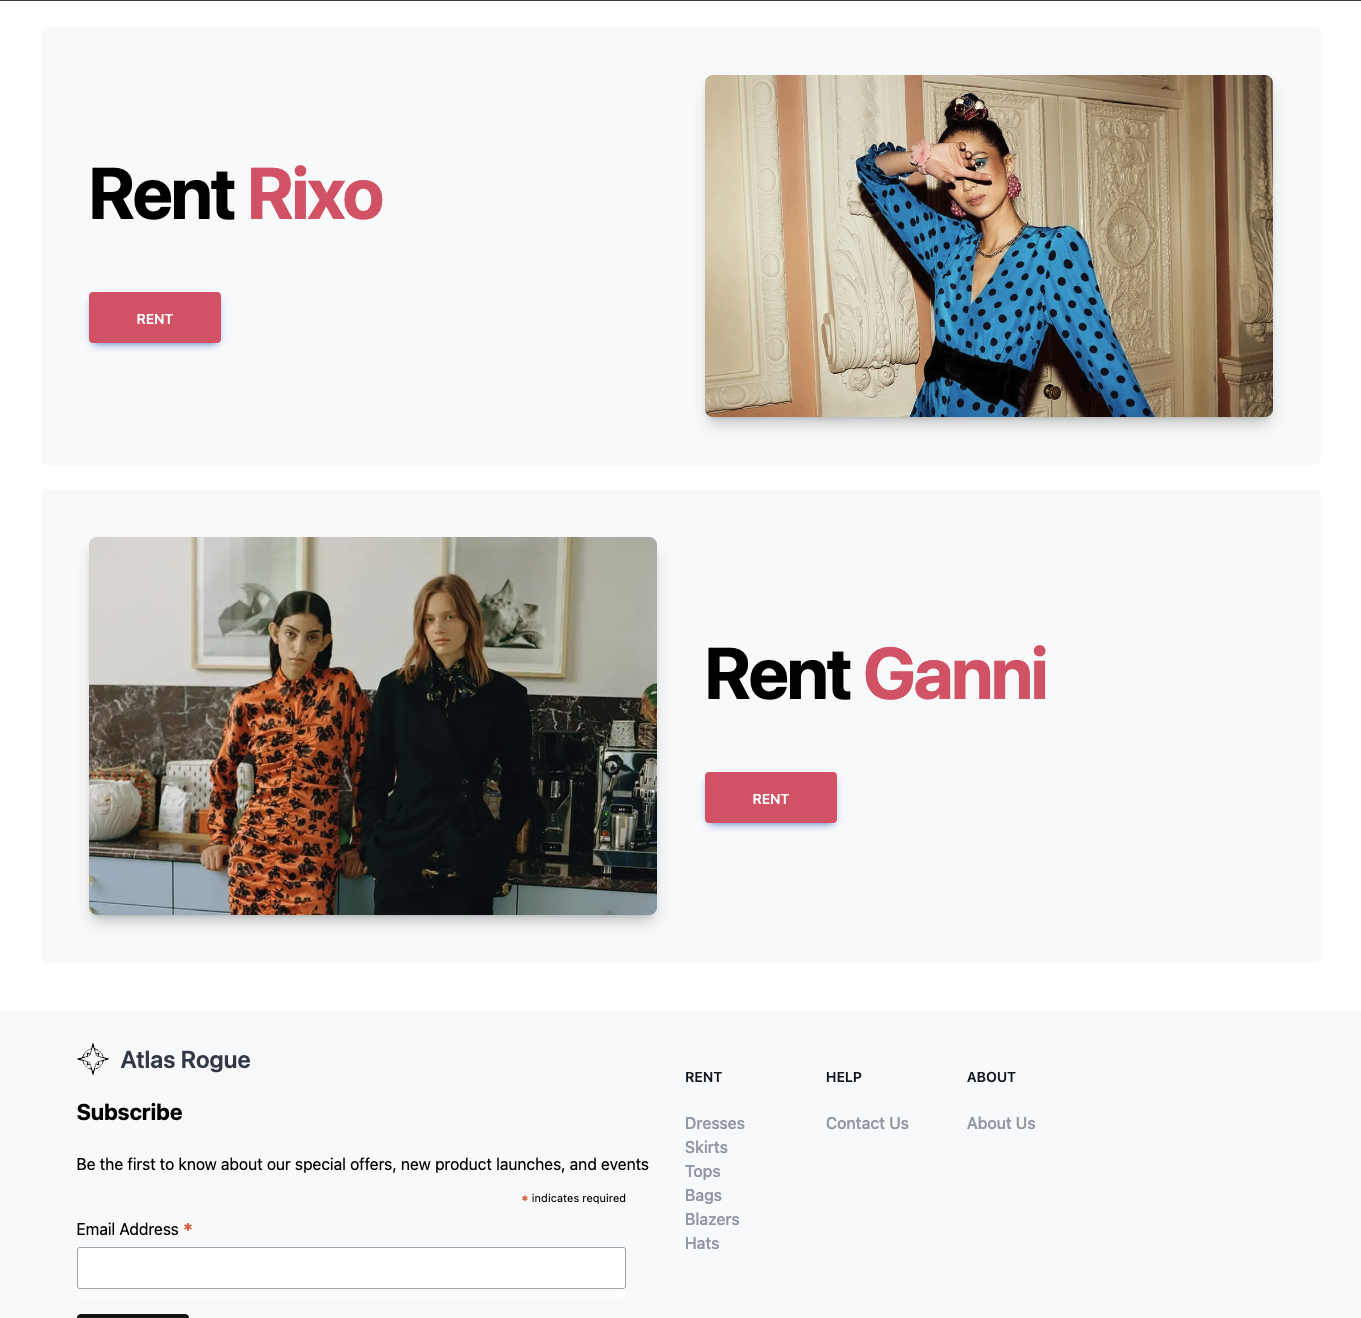 Rent Rixo
RENT
Rent Ganni
RENT
Atlas Rogue
Subscribe
Be the first to know about our special offers, new product launches, and events
* indicates required
Email Address *
RENT
Dresses
Skirts
Tops
Bags
Blazers
Hats
HELP
Contact Us
ABOUT
About Us